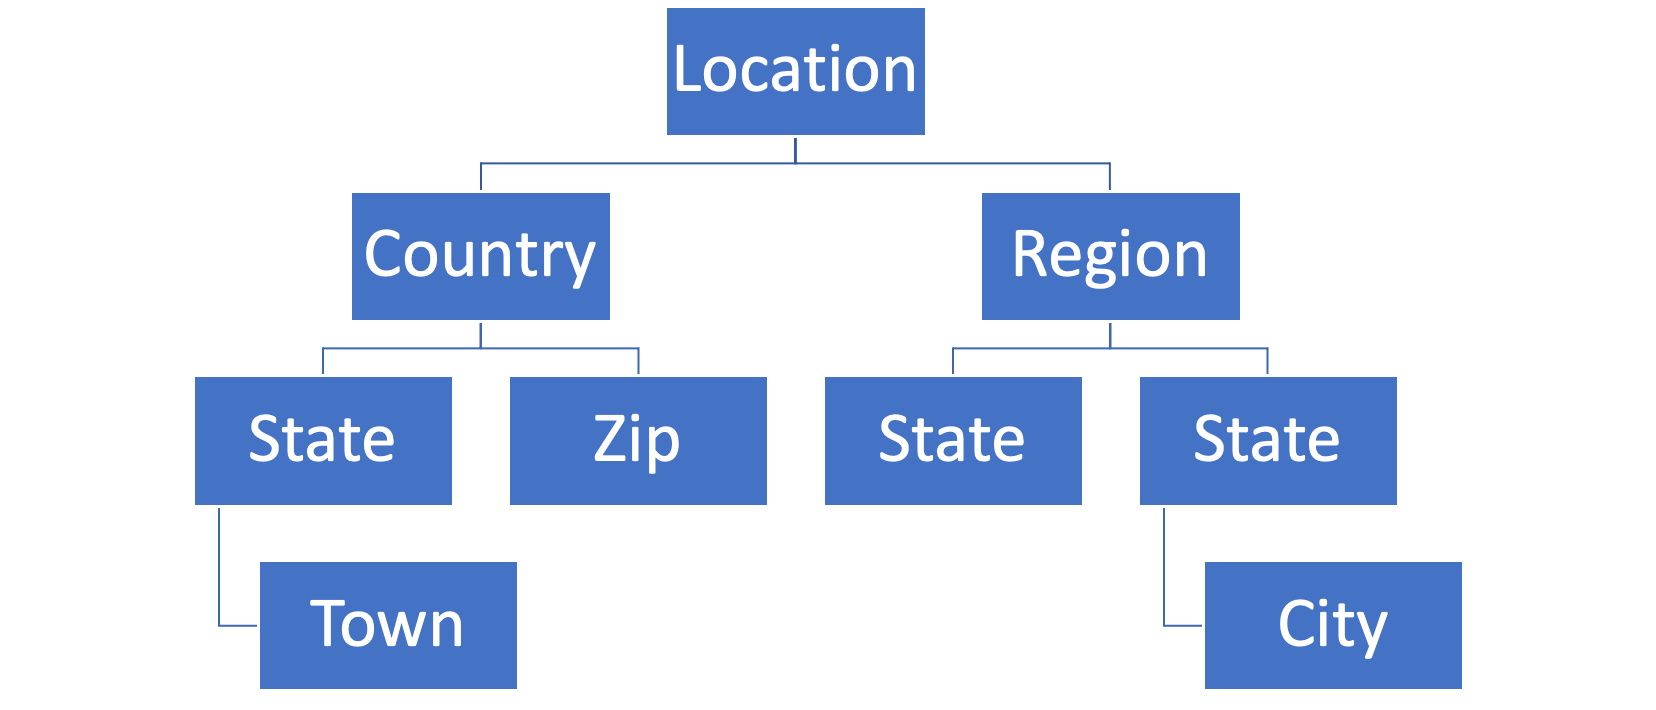 Location
Country
Region
State
Zip
State
State
Town
City